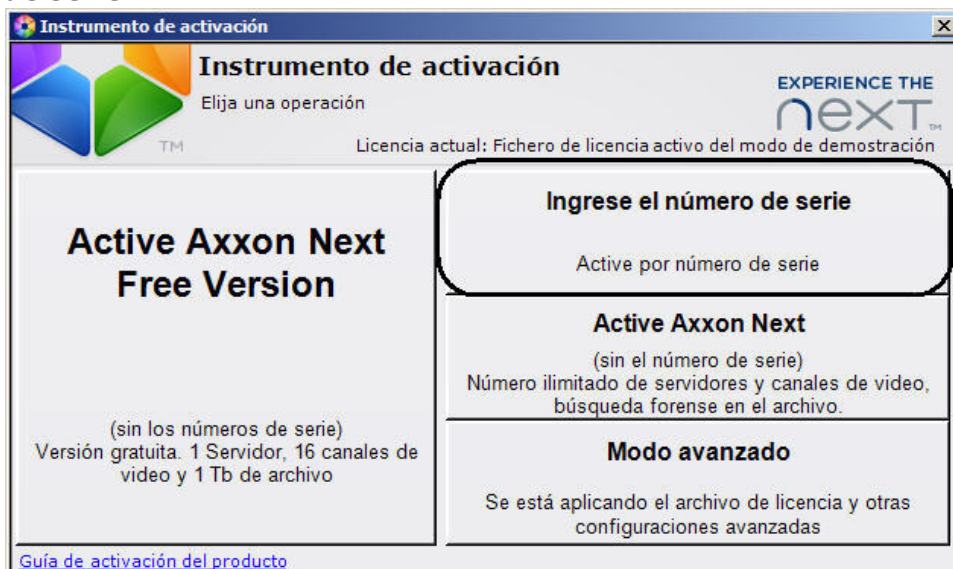 Instrumento de activación
Instrumento de activación
Elija una operación
EXPERIENCE THE
next™
TM
Licencia actual: Fichero de licencia activo del modo de demostración
Active Axxon Next
Free Version
(sin los números de serie)
Versión gratuita. 1 Servidor, 16 canales de
video y 1 Tb de archivo
Ingrese el número de serie
Active por número de serie
Active Axxon Next
(sin el número de serie)
Número ilimitado de servidores y canales de video,
búsqueda forense en el archivo.
Modo avanzado
Se está aplicando el archivo de licencia y otras
configuraciones avanzadas
Guía de activación del producto